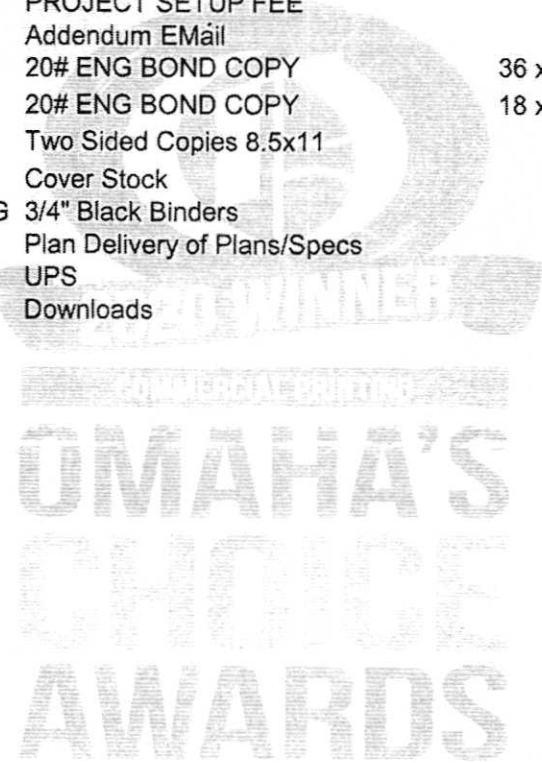 PROJECT SETUP FEE
Addendum EMail
20# ENG BOND COPY 36 x
20# ENG BOND COPY 18 x
Two Sided Copies 8.5x11
Cover Stock
G 3/4" Black Binders
Plan Delivery of Plans/Specs
UPS
Downloads
2020 WINNER
COMMERCIAL PRINTING
OMAHA'S
CHOICE
AWARDS